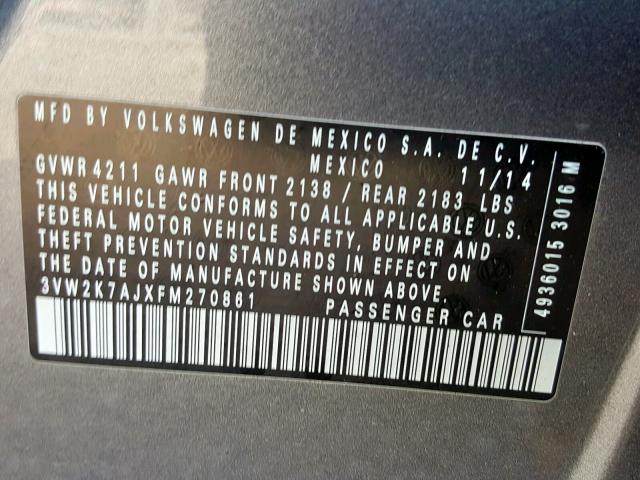 MFD BY VOLKSWAGEN DE MEXICO S.A. DE C.V.
MEXICO 11/14
GVWR 4211 GAWR FRONT 2138 / REAR 2183 LBS
THIS VEHICLE CONFORMS TO ALL APPLICABLE U.S.
FEDERAL MOTOR VEHICLE SAFETY, BUMPER AND
THEFT PREVENTION STANDARDS IN EFFECT ON
THE DATE OF MANUFACTURE SHOWN ABOVE.
3VW2K7AJXFM270861 PASSENGER CAR
4936015 3016 M